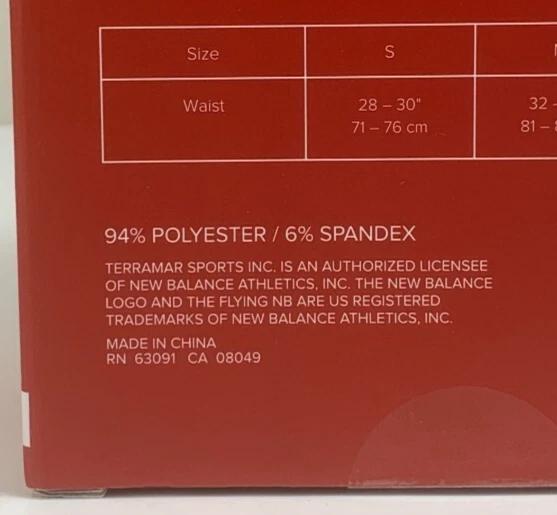 Size S
Waist 28 – 30" 32 -
71 – 76 cm 81 –
94% POLYESTER / 6% SPANDEX
TERRAMAR SPORTS INC. IS AN AUTHORIZED LICENSEE
OF NEW BALANCE ATHLETICS, INC. THE NEW BALANCE
LOGO AND THE FLYING NB ARE US REGISTERED
TRADEMARKS OF NEW BALANCE ATHLETICS, INC.
MADE IN CHINA
RN 63091 CA 08049